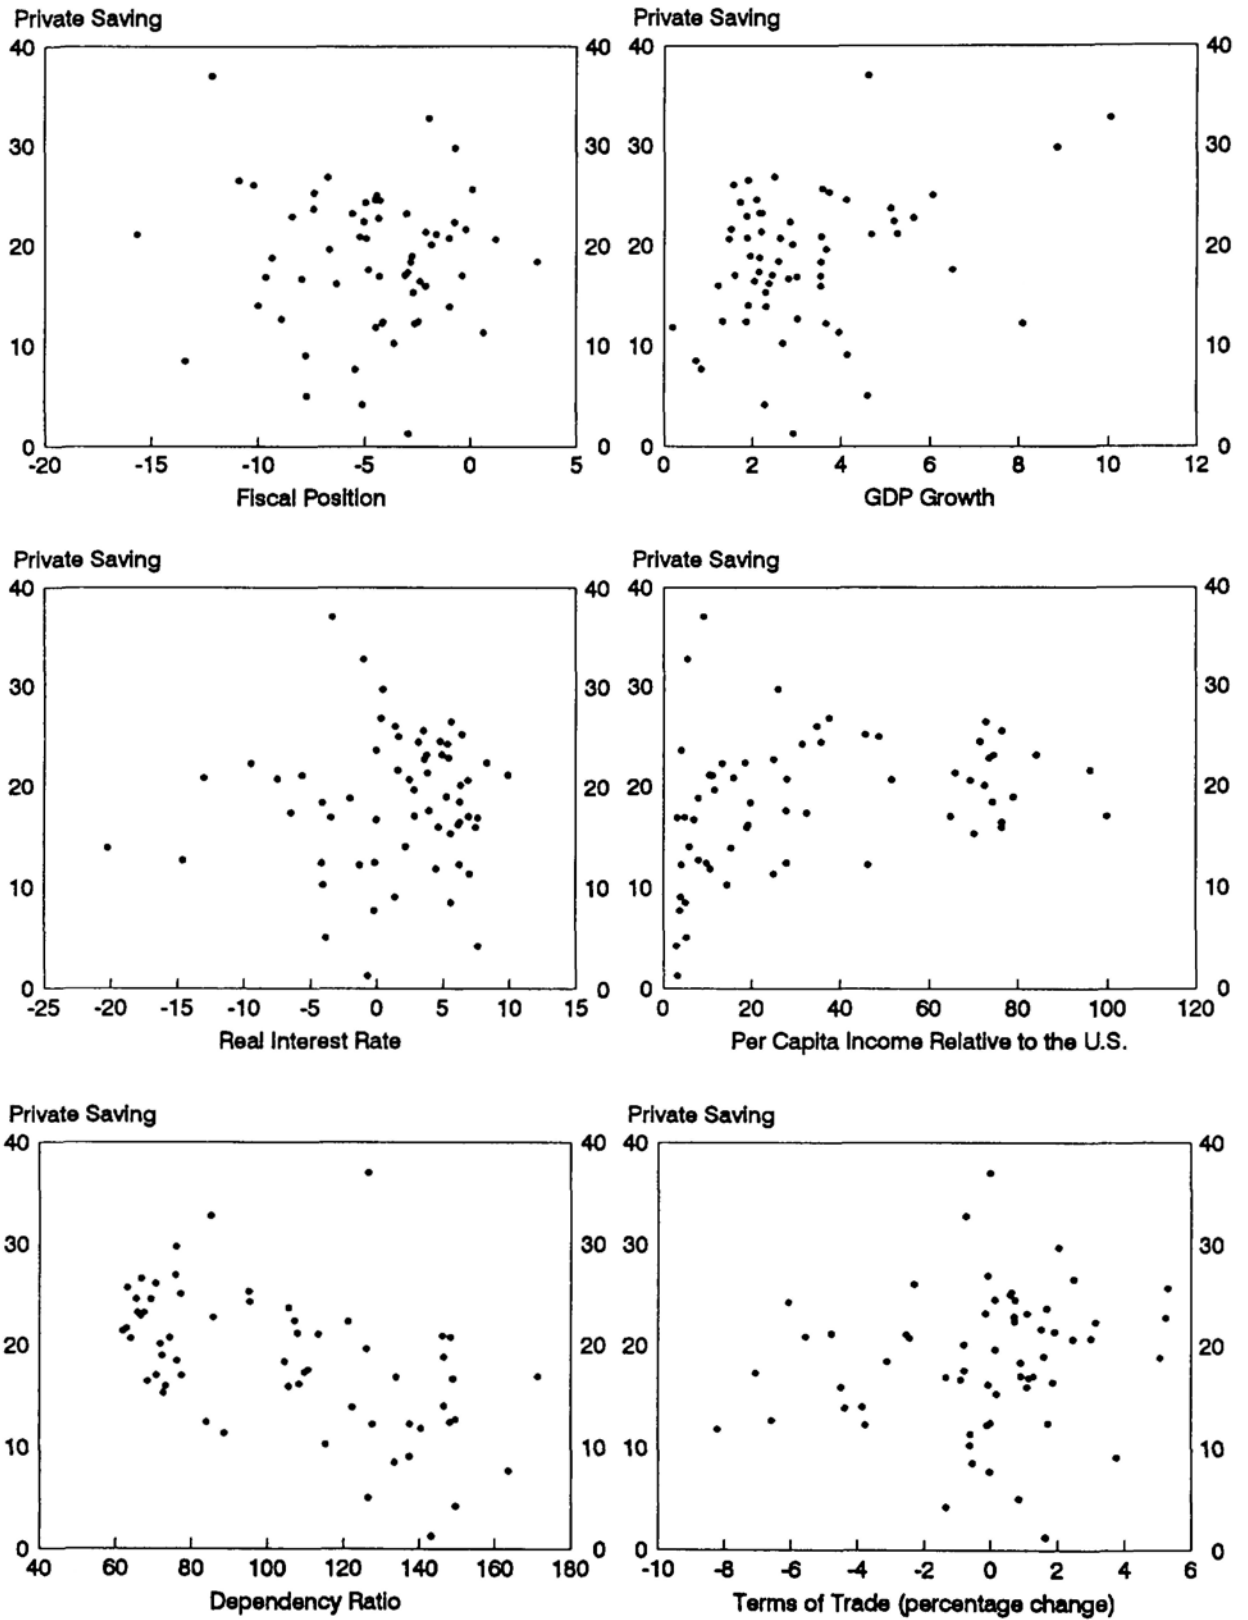 Private Saving Private Saving
40 40 40 40
30 30 30 30
20 20 20 20
10 10 10 10
0 0 0 0
-20 -15 -10 -5 0 5 0 2 4 6 8 10 12
Fiscal Position GDP Growth
Private Saving Private Saving
40 40 40 40
30 30 30 30
20 20 20 20
10 10 10 10
0 0 0 0
-25 -20 -15 -10 -5 0 5 10 15 0 20 40 60 80 100 120
Real Interest Rate Per Capita Income Relative to the U.S.
Private Saving Private Saving
40 40 40 40
30 30 30 30
20 20 20 20
10 10 10 10
0 0 0 0
40 60 80 100 120 140 160 180 -10 -8 -6 -4 -2 0 2 4 6
Dependency Ratio Terms of Trade (percentage change)